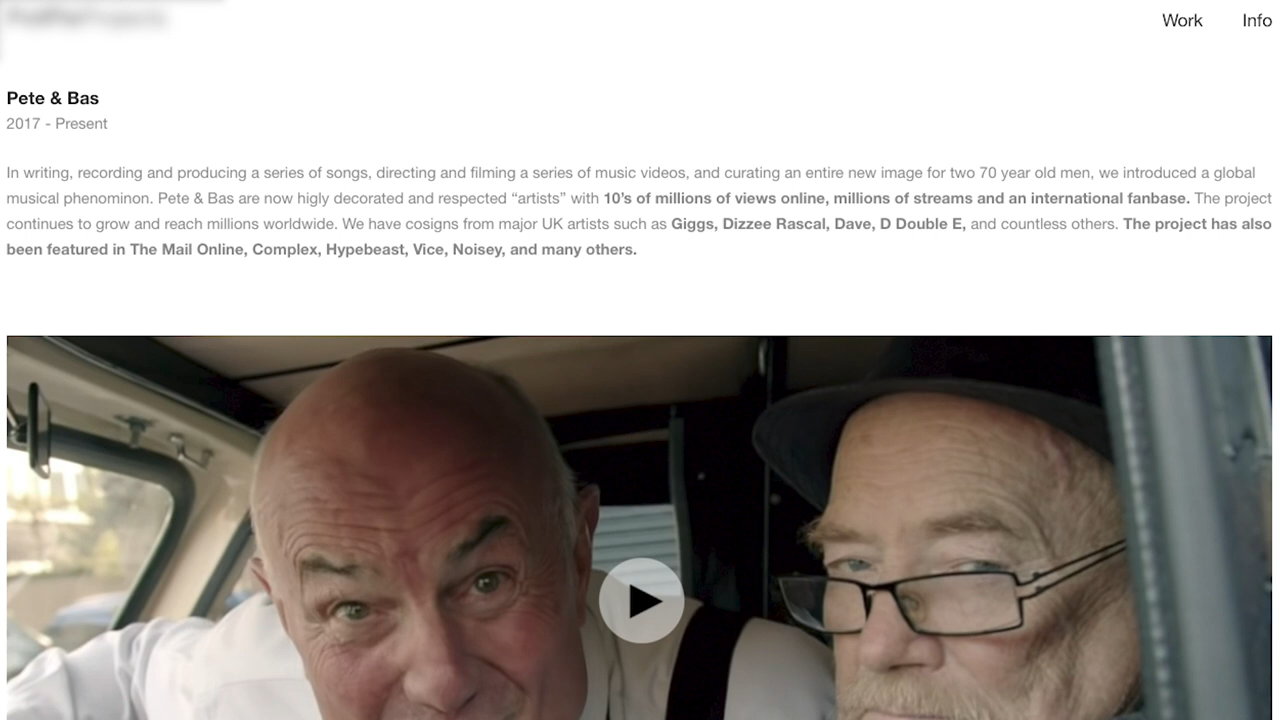 Work Info
Pete & Bas
2017 - Present
In writing, recording and producing a series of songs, directing and filming a series of music videos, and curating an entire new image for two 70 year old men, we introduced a global
musical phenominon. Pete & Bas are now higly decorated and respected “artists” with 10’s of millions of views online, millions of streams and an international fanbase. The project
continues to grow and reach millions worldwide. We have cosigns from major UK artists such as Giggs, Dizzee Rascal, Dave, D Double E, and countless others. The project has also
been featured in The Mail Online, Complex, Hypebeast, Vice, Noisey, and many others.